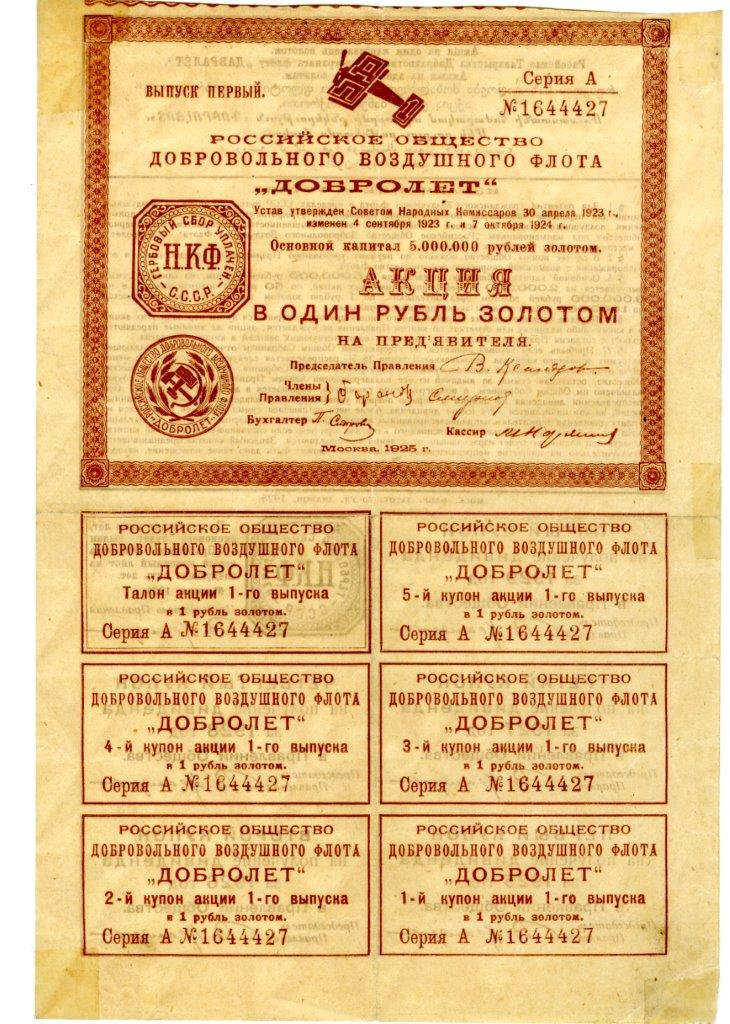 ВЫПУСК ПЕРВЫЙ.
Серия А
№1644427
РОССИЙСКОЕ ОБЩЕСТВО
ДОБРОВОЛЬНОГО ВОЗДУШНОГО ФЛОТА
„ДОБРОЛЕТ“
Устав утвержден Советом Народных Комиссаров 30 апреля 1923 г.,
изменен 4 сентября 1923 г. и 7 октября 1924 г.
Основной капитал 5.000.000 рублей золотом.
ГЕРБОВЫЙ СБОР УПЛАЧЕН
Н.К.Ф.
С.С.С.Р.
АКЦИЯ
В ОДИН РУБЛЬ ЗОЛОТОМ
НА ПРЕД'ЯВИТЕЛЯ.
РОССИЙСКОЕ ОБЩЕСТВО ДОБРОВОЛЬН. ВОЗДУШНОГО ФЛОТА
„ДОБРОЛЕТ“
Председатель Правления
Члены
Правления
Бухгалтер
Кассир
Москва, 1925 г.
РОССИЙСКОЕ ОБЩЕСТВО
ДОБРОВОЛЬНОГО ВОЗДУШНОГО ФЛОТА
„ДОБРОЛЕТ“
Талон акции 1-го выпуска
в 1 рубль золотом.
Серия А №1644427
РОССИЙСКОЕ ОБЩЕСТВО
ДОБРОВОЛЬНОГО ВОЗДУШНОГО ФЛОТА
„ДОБРОЛЕТ“
5-й купон акции 1-го выпуска
в 1 рубль золотом.
Серия А №1644427
РОССИЙСКОЕ ОБЩЕСТВО
ДОБРОВОЛЬНОГО ВОЗДУШНОГО ФЛОТА
„ДОБРОЛЕТ“
4-й купон акции 1-го выпуска
в 1 рубль золотом.
Серия А №1644427
РОССИЙСКОЕ ОБЩЕСТВО
ДОБРОВОЛЬНОГО ВОЗДУШНОГО ФЛОТА
„ДОБРОЛЕТ“
3-й купон акции 1-го выпуска
в 1 рубль золотом.
Серия А №1644427
РОССИЙСКОЕ ОБЩЕСТВО
ДОБРОВОЛЬНОГО ВОЗДУШНОГО ФЛОТА
„ДОБРОЛЕТ“
2-й купон акции 1-го выпуска
в 1 рубль золотом.
Серия А №1644427
РОССИЙСКОЕ ОБЩЕСТВО
ДОБРОВОЛЬНОГО ВОЗДУШНОГО ФЛОТА
„ДОБРОЛЕТ“
1-й купон акции 1-го выпуска
в 1 рубль золотом.
Серия А №1644427